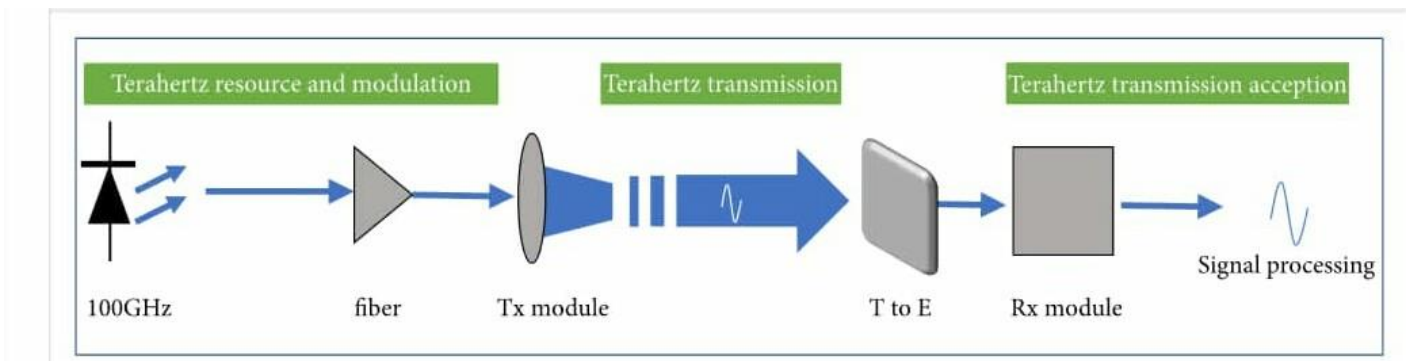 Terahertz resource and modulation
Terahertz transmission
Terahertz transmission acception
Signal processing
100GHz
fiber
Tx module
T to E
Rx module